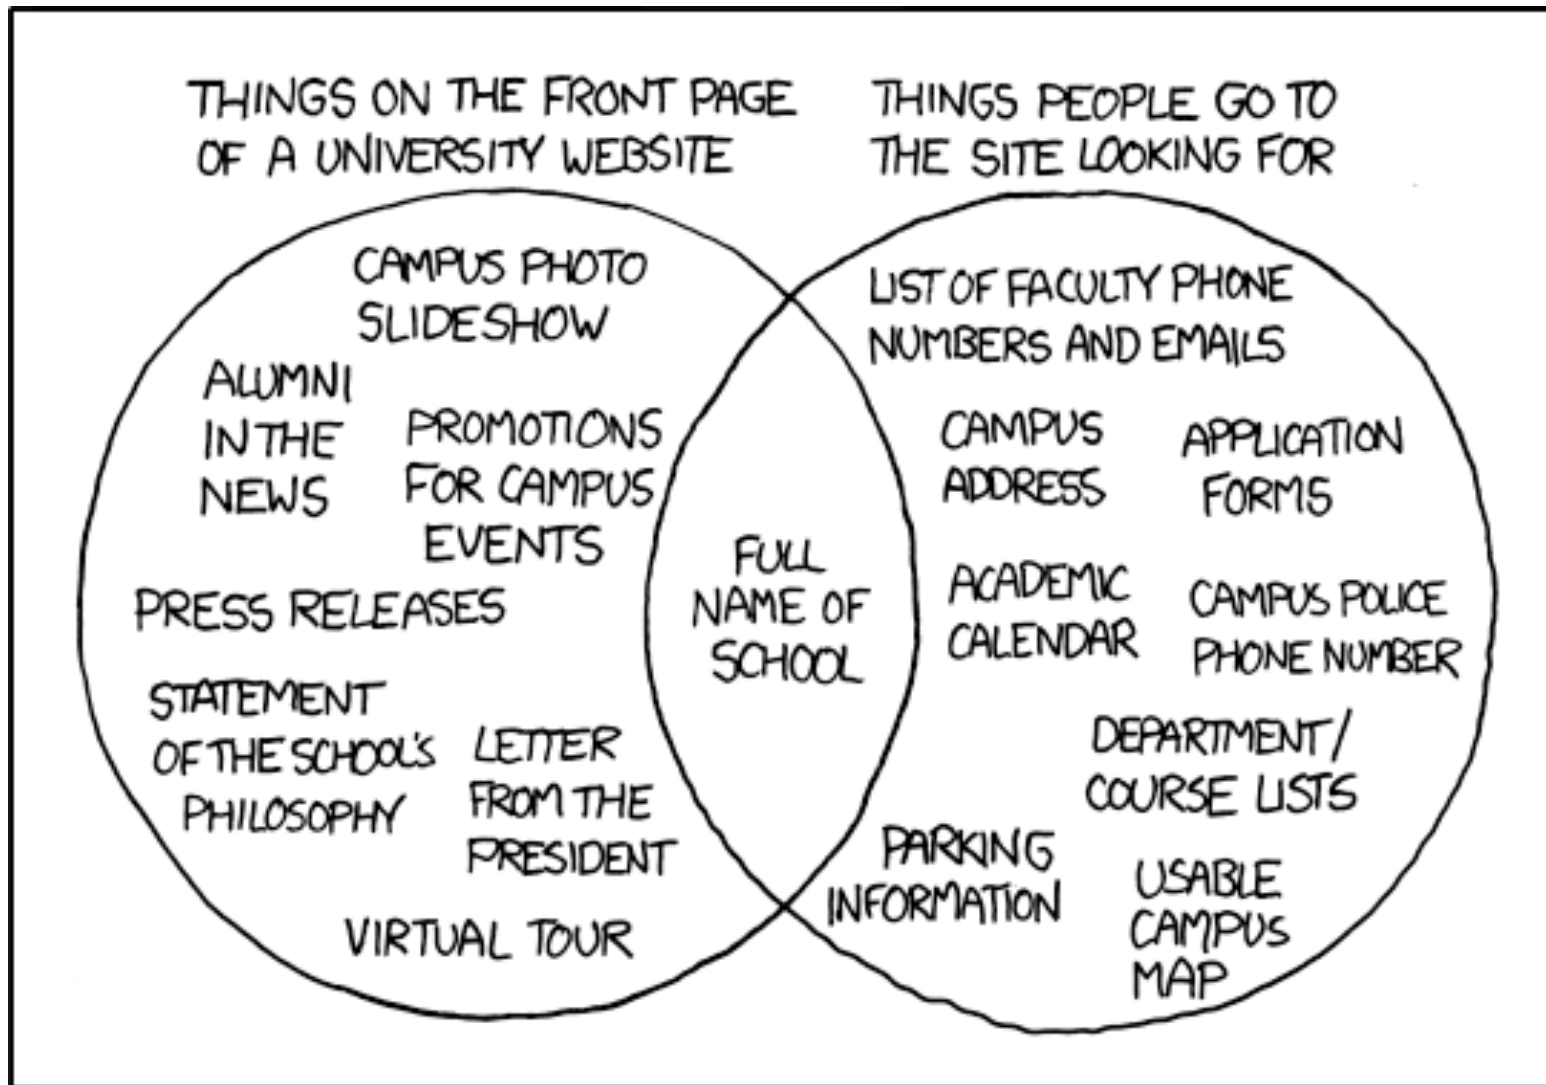 THINGS ON THE FRONT PAGE
OF A UNIVERSITY WEBSITE
THINGS PEOPLE GO TO
THE SITE LOOKING FOR
CAMPUS PHOTO
SLIDESHOW
ALUMNI
IN THE
NEWS
PROMOTIONS
FOR CAMPUS
EVENTS
PRESS RELEASES
STATEMENT
OF THE SCHOOL'S
PHILOSOPHY
LETTER
FROM THE
PRESIDENT
VIRTUAL TOUR
FULL
NAME OF
SCHOOL
LIST OF FACULTY PHONE
NUMBERS AND EMAILS
CAMPUS
ADDRESS
APPLICATION
FORMS
ACADEMIC
CALENDAR
CAMPUS POLICE
PHONE NUMBER
DEPARTMENT/
COURSE LISTS
PARKING
INFORMATION
USABLE
CAMPUS
MAP